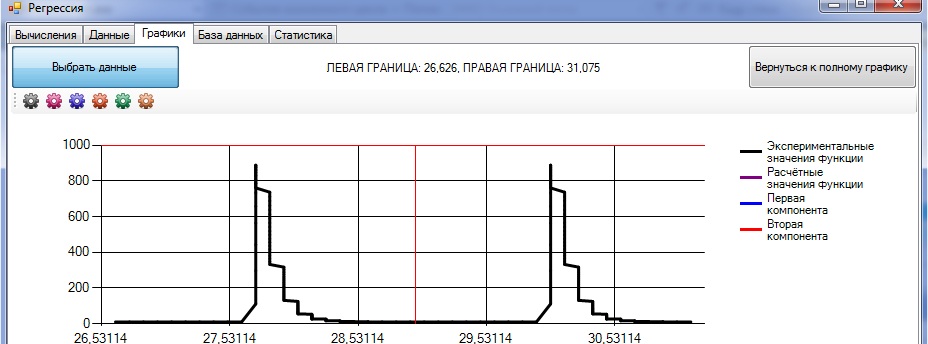 Регрессия
Вычисления Данные Графики База данных Статистика
Выбрать данные
ЛЕВАЯ ГРАНИЦА: 26,626, ПРАВАЯ ГРАНИЦА: 31,075
Вернуться к полному графику
1000
800
600
400
200
0
26,53114 27,53114 28,53114 29,53114 30,53114
Экспериментальные
значения функции
Расчётные
значения функции
Первая
компонента
Вторая
компонента